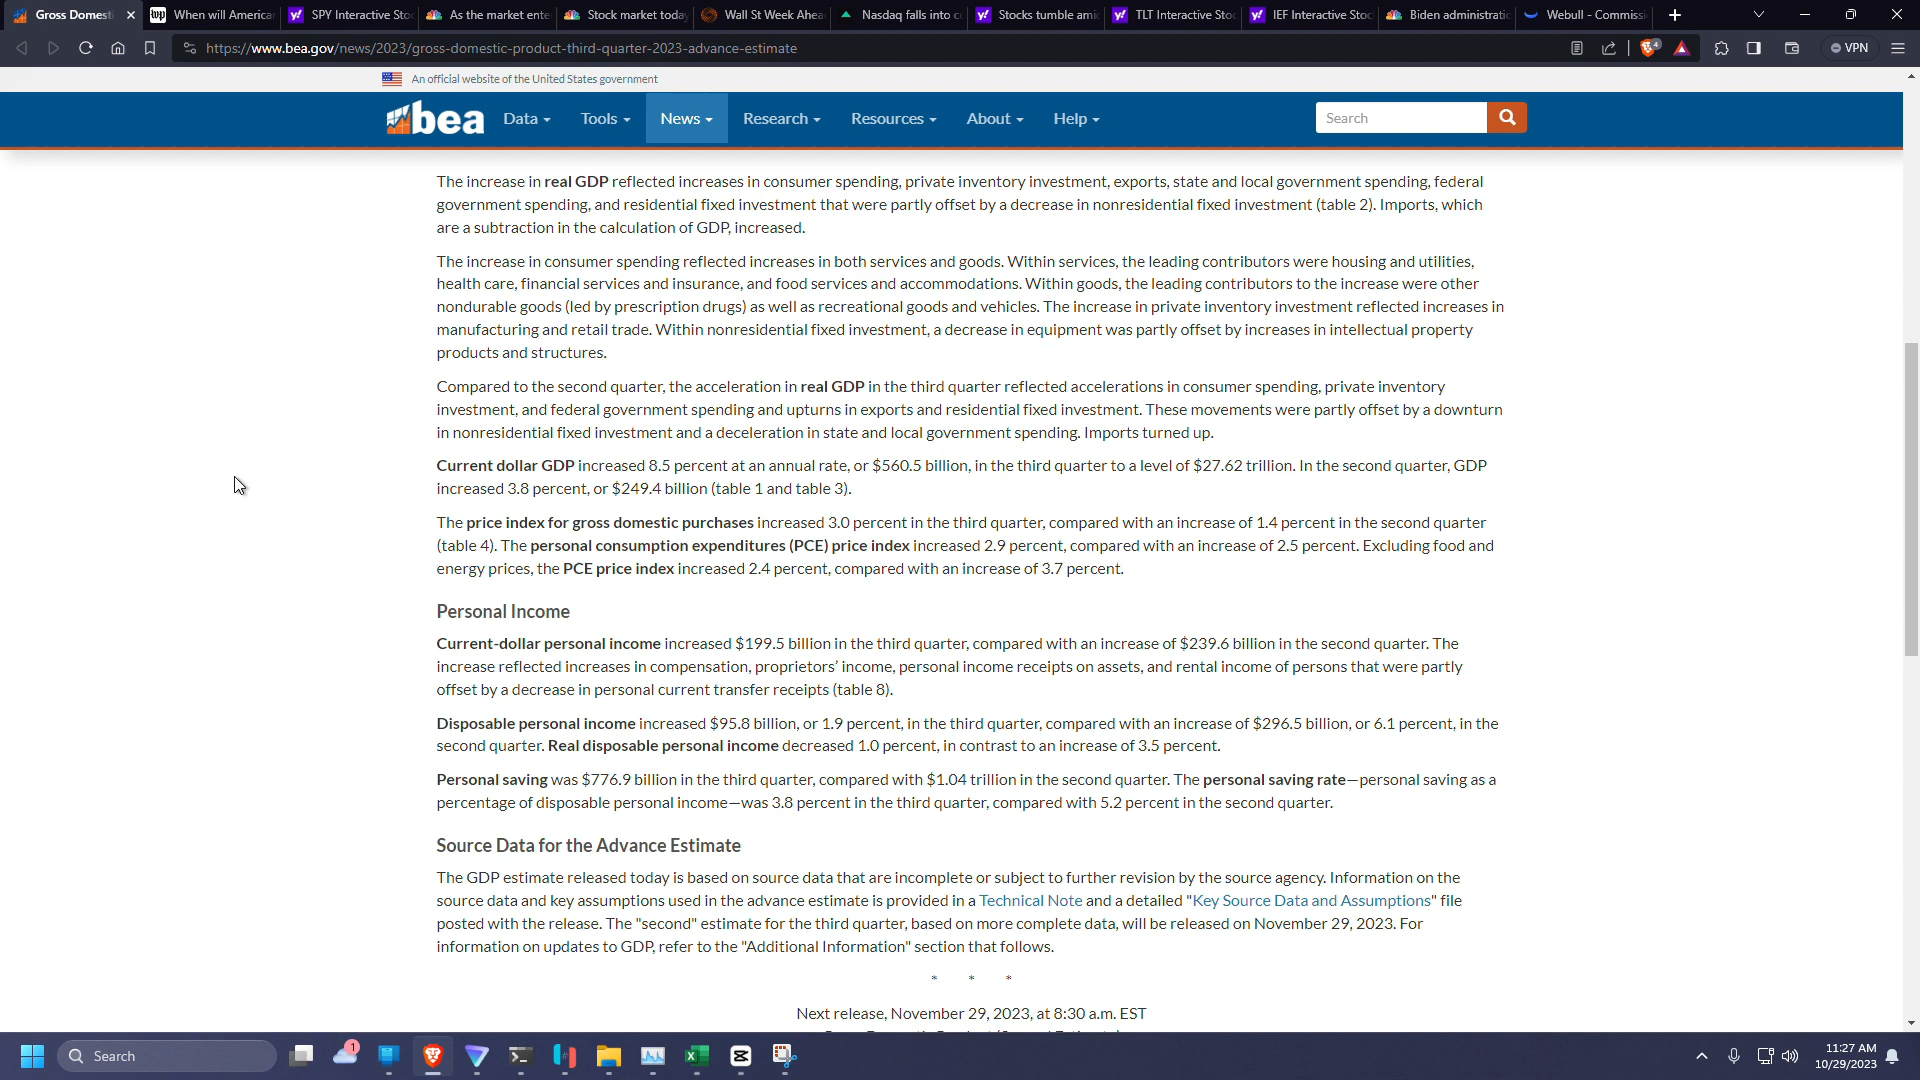 Gross Domesti
When will America
SPY Interactive Sto
As the market ente
Stock market today
Wall St Week Ahea
Nasdaq falls into co
Stocks tumble ami
TLT Interactive Sto
IEF Interactive Stoc
Biden administratio
Webull - Commissi
https://www.bea.gov/news/2023/gross-domestic-product-third-quarter-2023-advance-estimate
4
VPN
An official website of the United States government
bea
Data
Tools
News
Research
Resources
About
Help
Search
The increase in real GDP reflected increases in consumer spending, private inventory investment, exports, state and local government spending, federal
government spending, and residential fixed investment that were partly offset by a decrease in nonresidential fixed investment (table 2). Imports, which
are a subtraction in the calculation of GDP, increased.
The increase in consumer spending reflected increases in both services and goods. Within services, the leading contributors were housing and utilities,
health care, financial services and insurance, and food services and accommodations. Within goods, the leading contributors to the increase were other
nondurable goods (led by prescription drugs) as well as recreational goods and vehicles. The increase in private inventory investment reflected increases in
manufacturing and retail trade. Within nonresidential fixed investment, a decrease in equipment was partly offset by increases in intellectual property
products and structures.
Compared to the second quarter, the acceleration in real GDP in the third quarter reflected accelerations in consumer spending, private inventory
investment, and federal government spending and upturns in exports and residential fixed investment. These movements were partly offset by a downturn
in nonresidential fixed investment and a deceleration in state and local government spending. Imports turned up.
Current dollar GDP increased 8.5 percent at an annual rate, or $560.5 billion, in the third quarter to a level of $27.62 trillion. In the second quarter, GDP
increased 3.8 percent, or $249.4 billion (table 1 and table 3).
The price index for gross domestic purchases increased 3.0 percent in the third quarter, compared with an increase of 1.4 percent in the second quarter
(table 4). The personal consumption expenditures (PCE) price index increased 2.9 percent, compared with an increase of 2.5 percent. Excluding food and
energy prices, the PCE price index increased 2.4 percent, compared with an increase of 3.7 percent.
Personal Income
Current-dollar personal income increased $199.5 billion in the third quarter, compared with an increase of $239.6 billion in the second quarter. The
increase reflected increases in compensation, proprietors' income, personal income receipts on assets, and rental income of persons that were partly
offset by a decrease in personal current transfer receipts (table 8).
Disposable personal income increased $95.8 billion, or 1.9 percent, in the third quarter, compared with an increase of $296.5 billion, or 6.1 percent, in the
second quarter. Real disposable personal income decreased 1.0 percent, in contrast to an increase of 3.5 percent.
Personal saving was $776.9 billion in the third quarter, compared with $1.04 trillion in the second quarter. The personal saving rate—personal saving as a
percentage of disposable personal income—was 3.8 percent in the third quarter, compared with 5.2 percent in the second quarter.
Source Data for the Advance Estimate
The GDP estimate released today is based on source data that are incomplete or subject to further revision by the source agency. Information on the
source data and key assumptions used in the advance estimate is provided in a Technical Note and a detailed "Key Source Data and Assumptions" file
posted with the release. The "second" estimate for the third quarter, based on more complete data, will be released on November 29, 2023. For
information on updates to GDP, refer to the "Additional Information" section that follows.
* * *
Next release, November 29, 2023, at 8:30 a.m. EST
Search
1
11:27 AM
10/29/2023